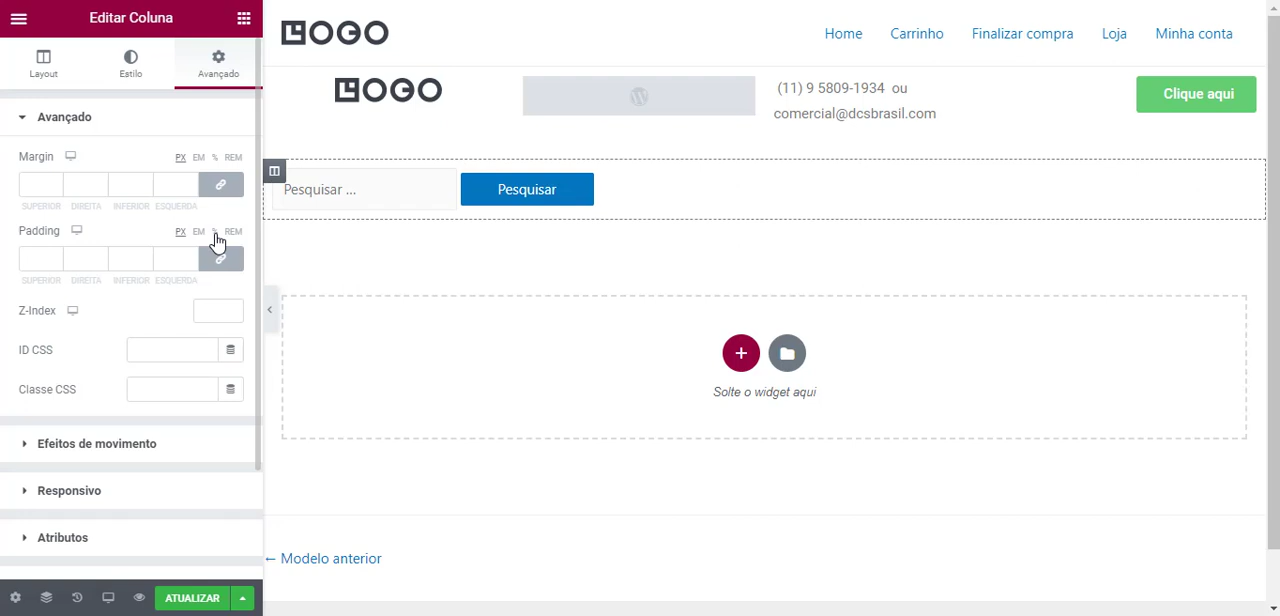 Editar Coluna
Layout
Estilo
Avançado
Avançado
Margin PX EM % REM
SUPERIOR DIREITA INFERIOR ESQUERDA
Padding PX EM % REM
SUPERIOR DIREITA INFERIOR ESQUERDA
Z-Index
ID CSS
Classe CSS
Efeitos de movimento
Responsivo
Atributos
ATUALIZAR
LOGO
Home Carrinho Finalizar compra Loja Minha conta
LOGO
(11) 9 5809-1934 ou
comercial@dcsbrasil.com
Clique aqui
Pesquisar ...
Pesquisar
Solte o widget aqui
← Modelo anterior